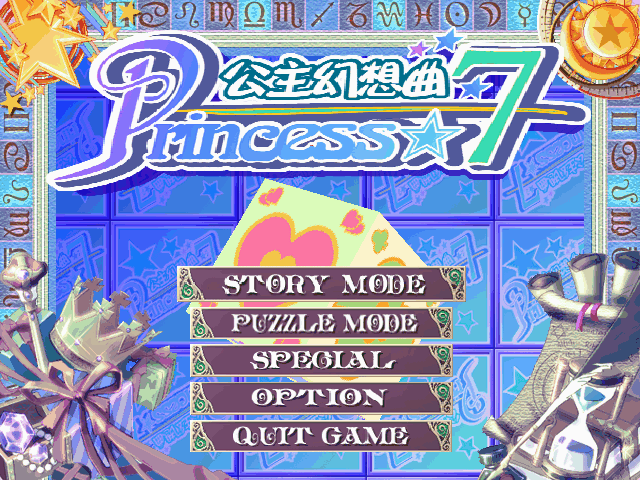 公主幻想曲
Princess☆7
STORY MODE
PUZZLE MODE
SPECIAL
OPTION
QUIT GAME